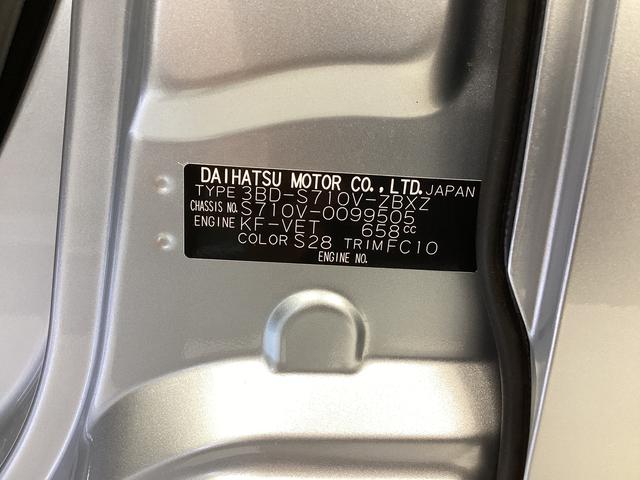 DAIHATSU MOTOR CO., LTD. JAPAN
TYPE 3BD-S710V-ZBXZ
CHASSIS NO. S710V-0099505
ENGINE KF-VET 658cc
COLOR S28 TRIM FC10
ENGINE NO.